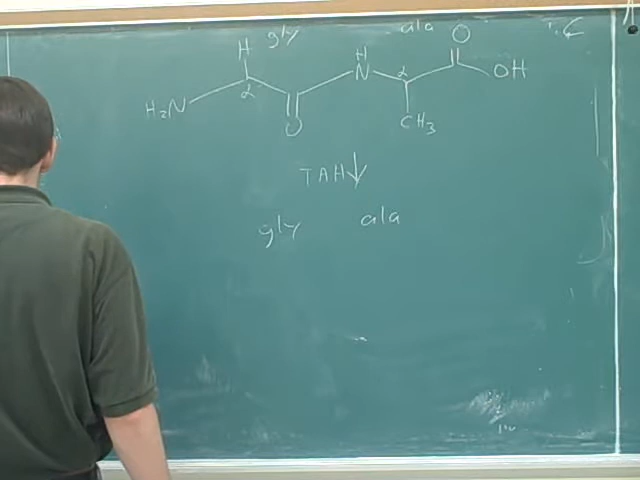 gly ala
H H O
H₂N α N α OH
O CH₃
TAH↓
gly ala